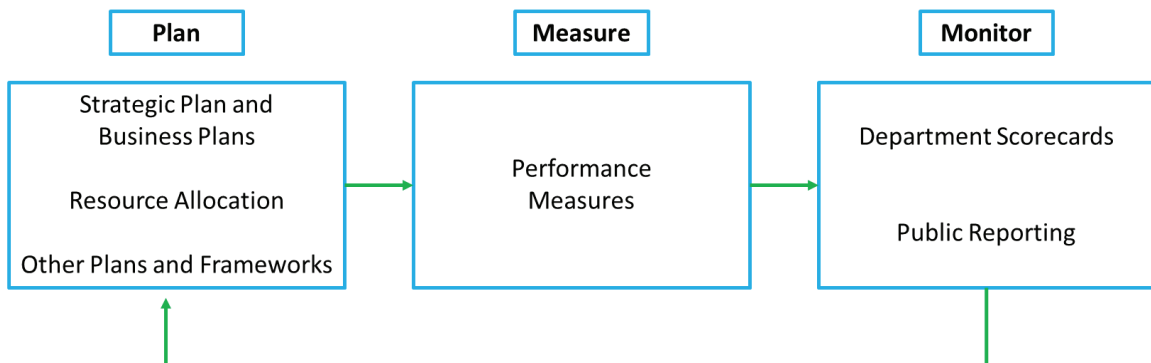 Plan
Measure
Monitor
Strategic Plan and
Business Plans
Resource Allocation
Other Plans and Frameworks
Performance
Measures
Department Scorecards
Public Reporting